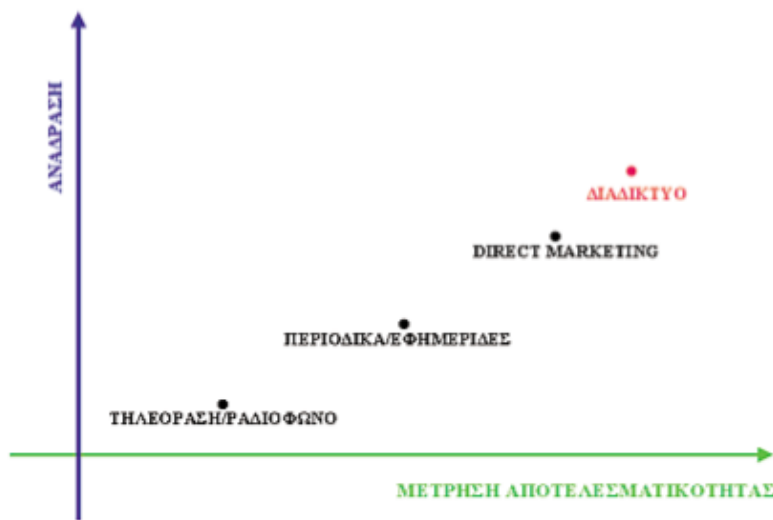 ΑΝΑΔΡΑΣΗ
ΔΙΑΔΙΚΤΥΟ
DIRECT MARKETING
ΠΕΡΙΟΔΙΚΑ/ΕΦΗΜΕΡΙΔΕΣ
ΤΗΛΕΟΡΑΣΗ/ΡΑΔΙΟΦΩΝΟ
ΜΕΤΡΗΣΗ ΑΠΟΤΕΛΕΣΜΑΤΙΚΟΤΗΤΑΣ